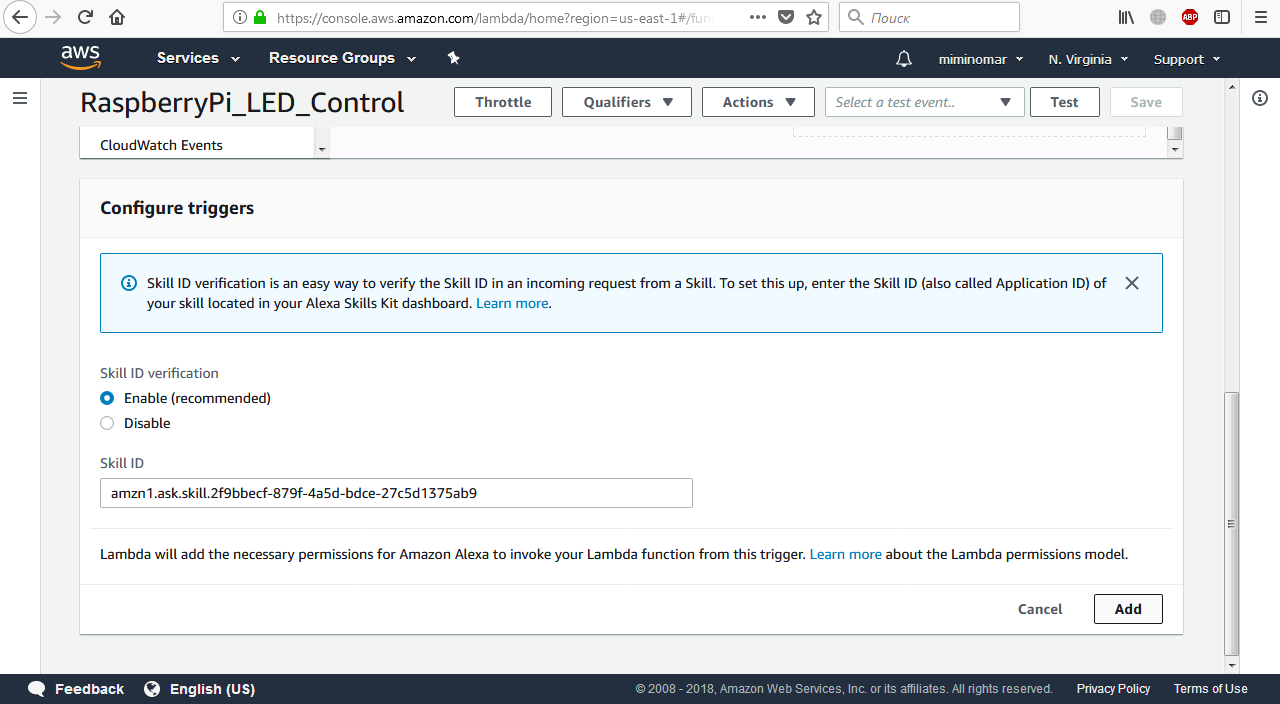 https://console.aws.amazon.com/lambda/home?region=us-east-1#/fun
Поиск
ABP
aws
Services
Resource Groups
miminomar
N. Virginia
Support
RaspberryPi_LED_Control
Throttle
Qualifiers
Actions
Select a test event..
Test
Save
CloudWatch Events
Configure triggers
Skill ID verification is an easy way to verify the Skill ID in an incoming request from a Skill. To set this up, enter the Skill ID (also called Application ID) of
your skill located in your Alexa Skills Kit dashboard. Learn more.
Skill ID verification
Enable (recommended)
Disable
Skill ID
amzn1.ask.skill.2f9bbecf-879f-4a5d-bdce-27c5d1375ab9
Lambda will add the necessary permissions for Amazon Alexa to invoke your Lambda function from this trigger. Learn more about the Lambda permissions model.
Cancel
Add
Feedback
English (US)
© 2008 - 2018, Amazon Web Services, Inc. or its affiliates. All rights reserved.
Privacy Policy
Terms of Use